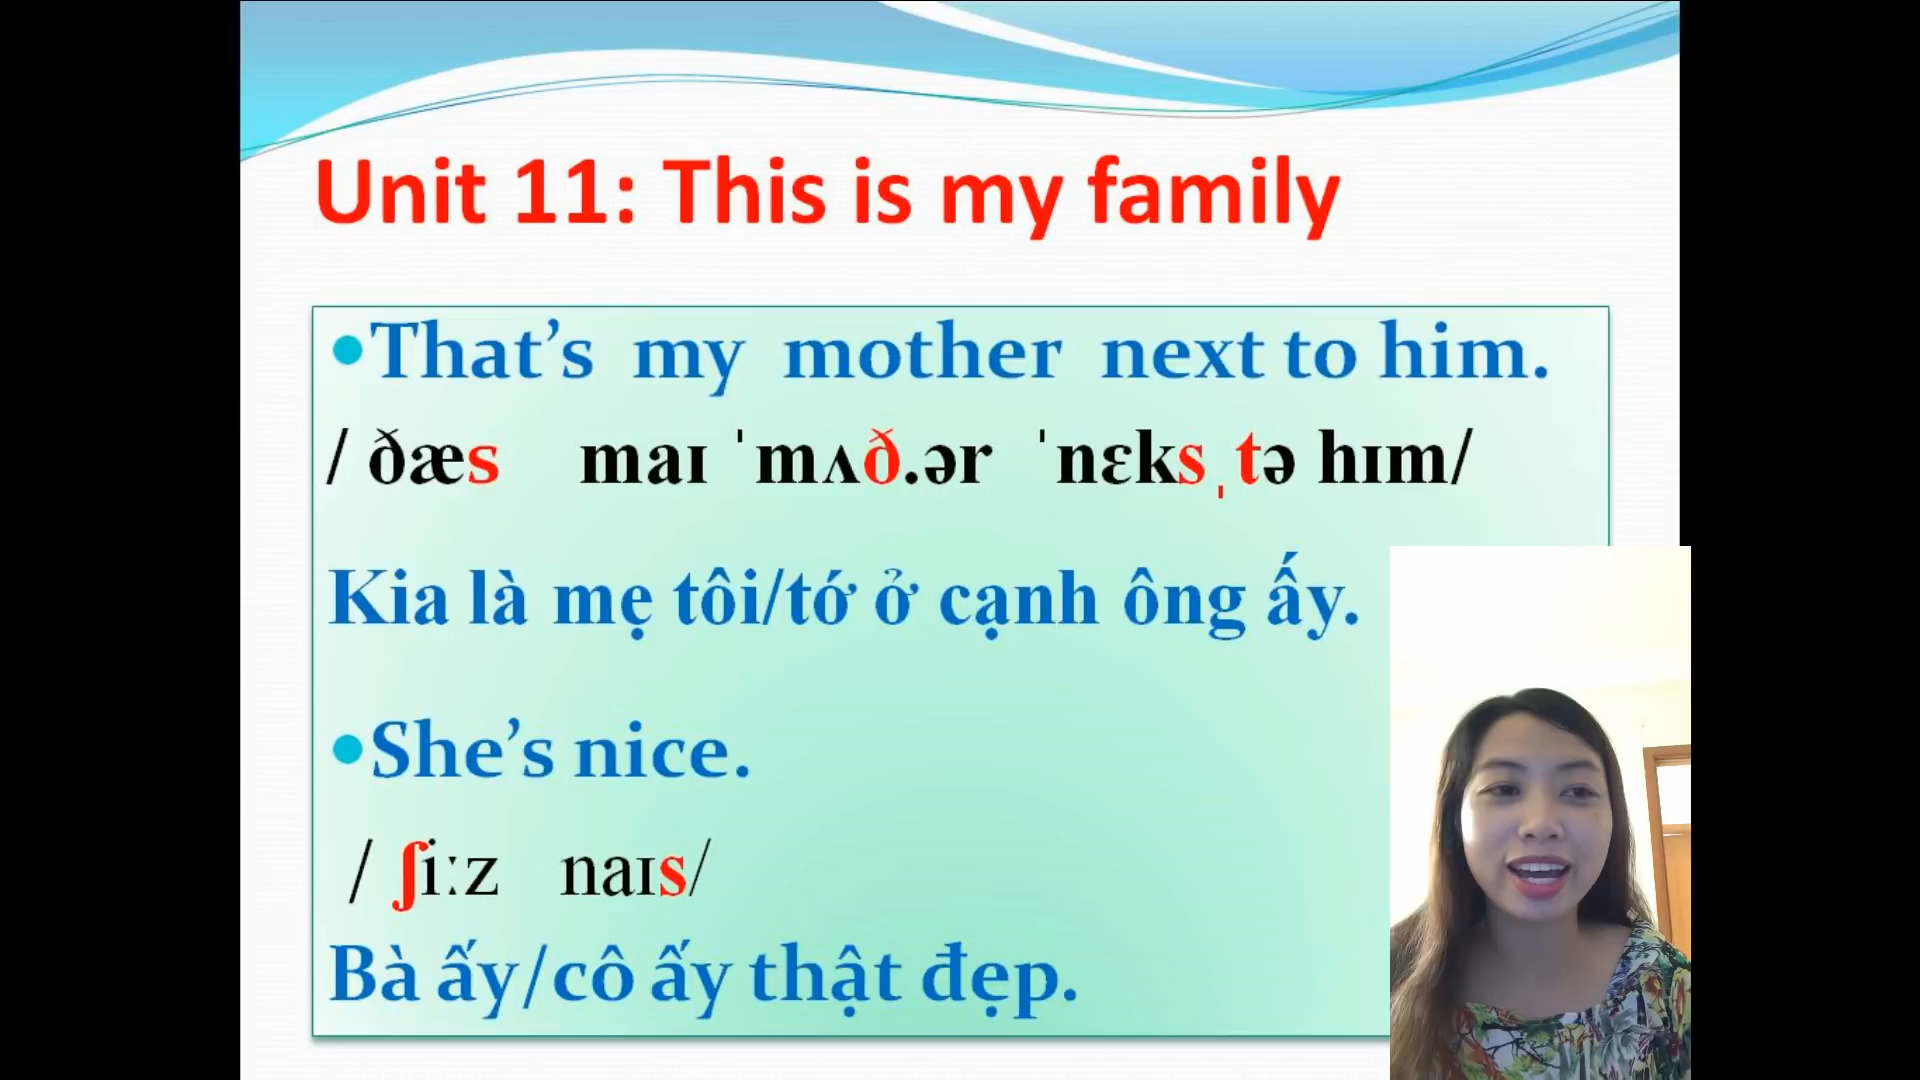 Unit 11: This is my family
•That’s my mother next to him.
/ ðæs maɪ ˈmʌð.ər ˈnɛksˌtə hɪm/
Kia là mẹ tôi/tớ ở cạnh ông ấy.
•She’s nice.
/ ʃiːz naɪs/
Bà ấy/cô ấy thật đẹp.